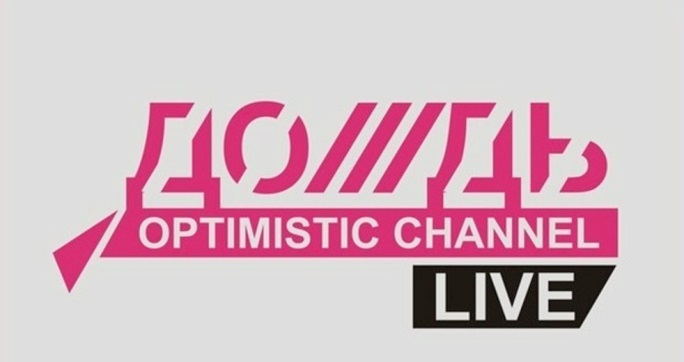 ДОЖДЬ
OPTIMISTIC CHANNEL
LIVE